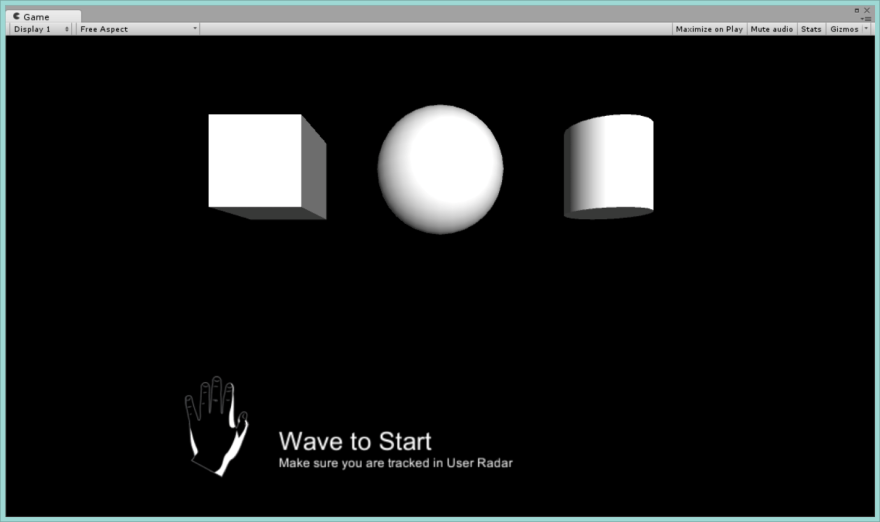 Game
Display 1 Free Aspect Maximize on Play Mute audio Stats Gizmos
Wave to Start
Make sure you are tracked in User Radar